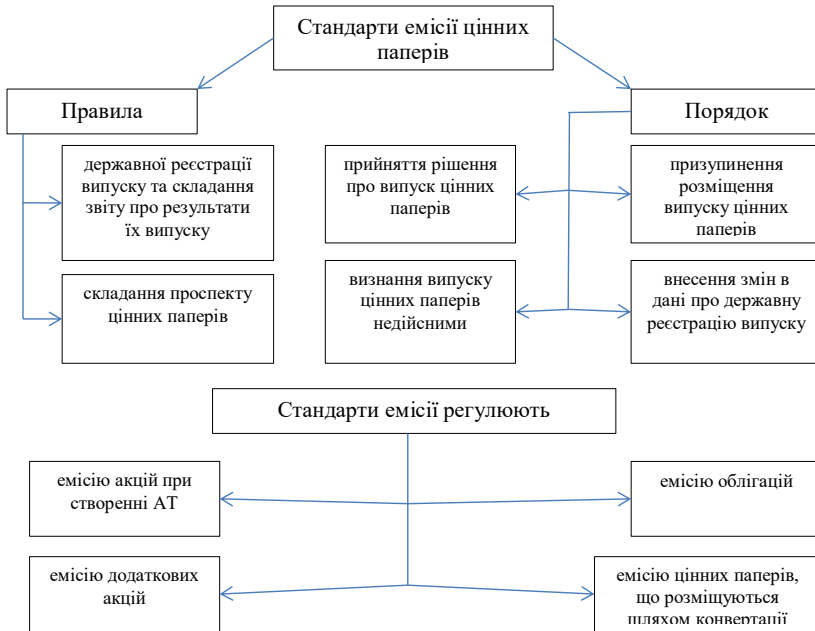 Стандарти емісії цінних
паперів
Правила
Порядок
державної реєстрації
випуску та складання
звіту про результати
їх випуску
прийняття рішення
про випуск цінних
паперів
призупинення
розміщення
випуску цінних
паперів
складання проспекту
цінних паперів
визнання випуску
цінних паперів
недійсними
внесення змін в
дані про державну
реєстрацію випуску
Стандарти емісії регулюють
емісію акцій при
створенні АТ
емісію облігацій
емісію додаткових
акцій
емісію цінних паперів,
що розміщуються
шляхом конвертації